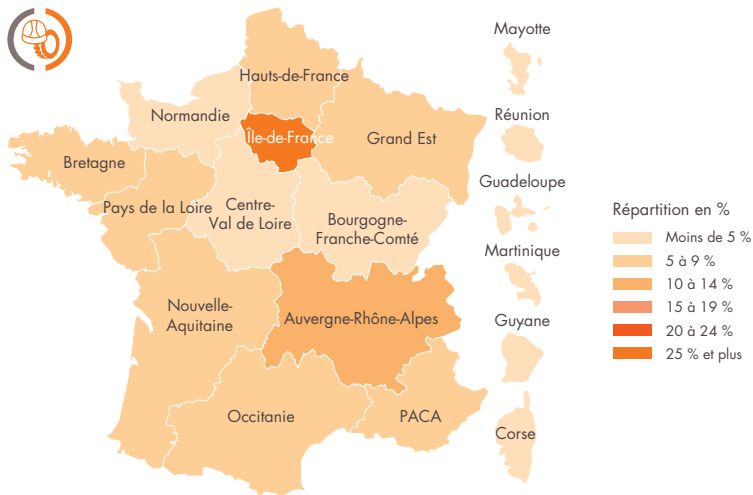 Mayotte
Hauts-de-France
Normandie
Réunion
Île-de-France
Grand Est
Bretagne
Guadeloupe
Pays de la Loire
Centre-
Val de Loire
Bourgogne-
Franche-Comté
Martinique
Nouvelle-
Aquitaine
Auvergne-Rhône-Alpes
Guyane
Occitanie
PACA
Corse
Répartition en %
Moins de 5 %
5 à 9 %
10 à 14 %
15 à 19 %
20 à 24 %
25 % et plus